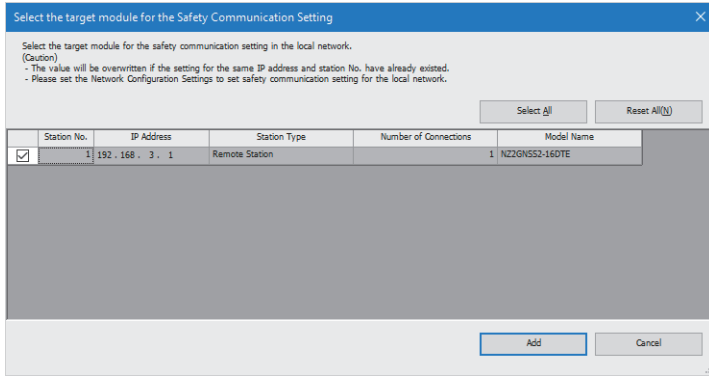 Select the target module for the Safety Communication Setting
Select the target module for the safety communication setting in the local network.
(Caution)
- The value will be overwritten if the setting for the same IP address and station No. have already existed.
- Please set the Network Configuration Settings to set safety communication setting for the local network.
Select All Reset All(N)
Station No. IP Address Station Type Number of Connections Model Name
1 192 . 168 . 3 . 1 Remote Station 1 NZ2GNSS2-16DTE
Add Cancel